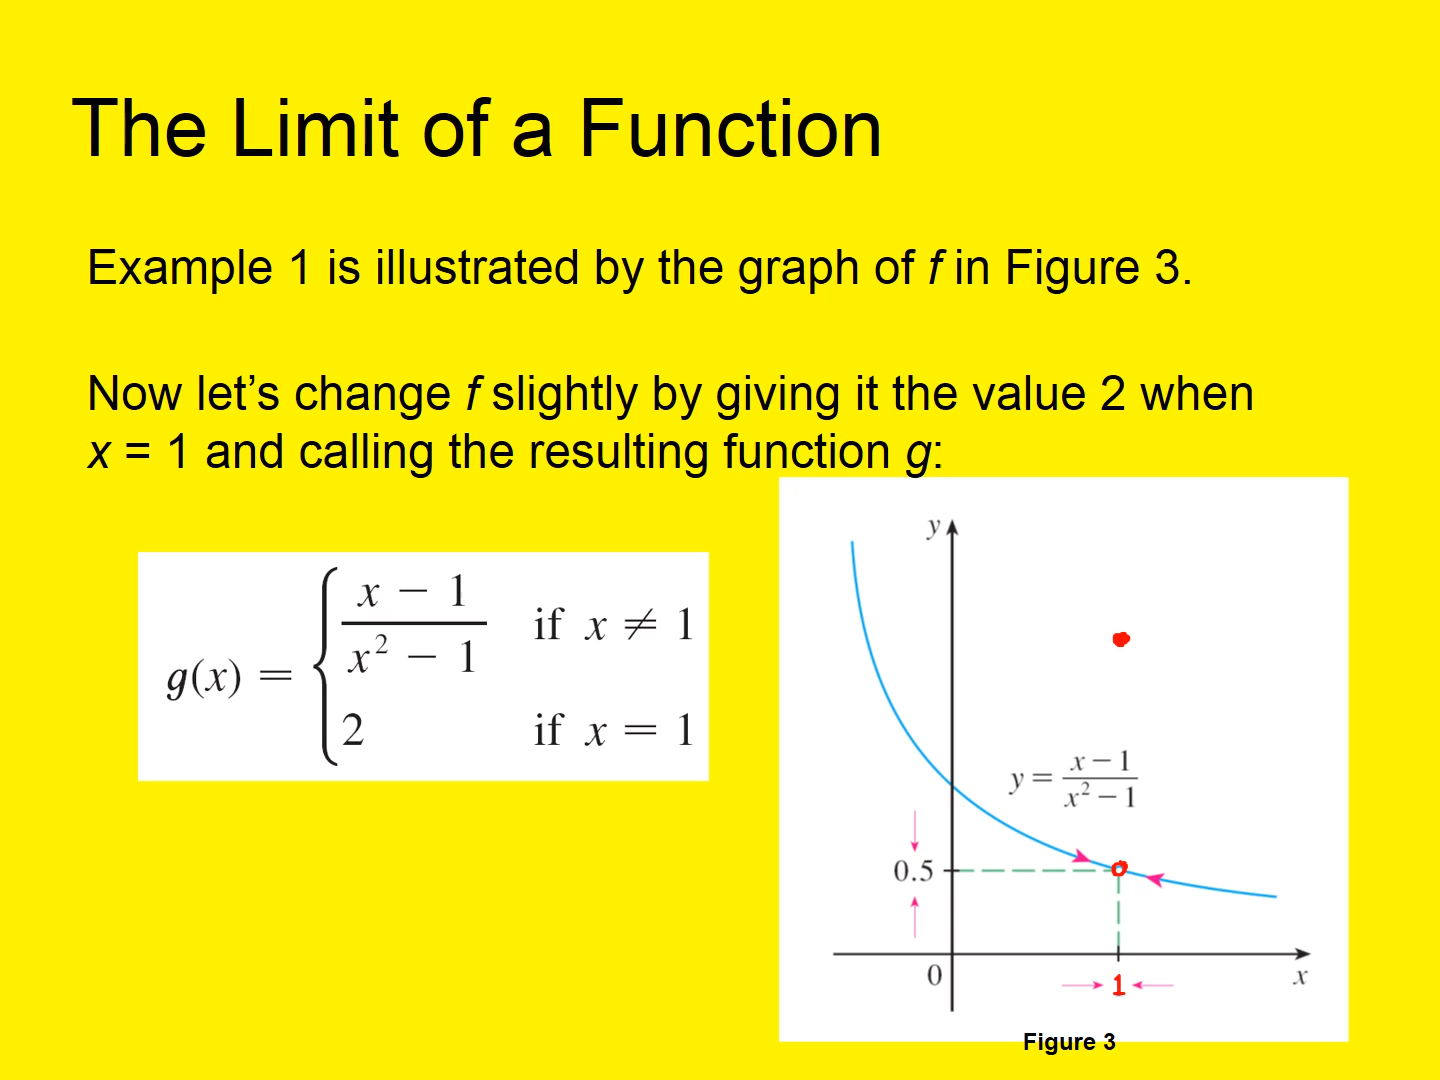 The Limit of a Function
Example 1 is illustrated by the graph of f in Figure 3.
Now let’s change f slightly by giving it the value 2 when
x = 1 and calling the resulting function g:
g(x) = { (x − 1)/(x² − 1) if x ≠ 1
2 if x = 1
y
y = (x − 1)/(x² − 1)
0.5
0
1
x
Figure 3